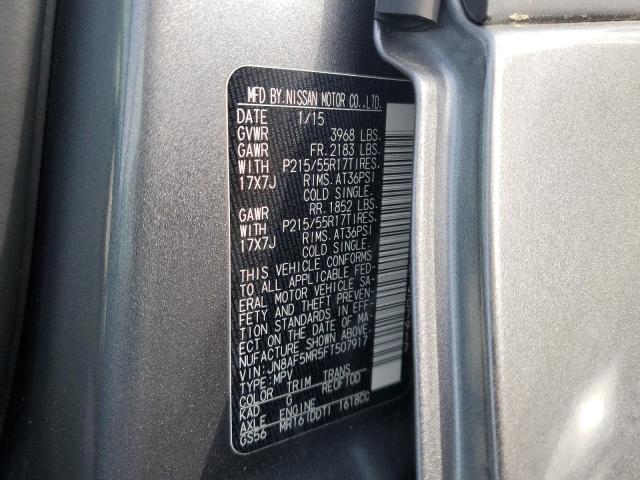 MFD BY.NISSAN MOTOR CO.,LTD.
DATE 1/15
GVWR 3968 LBS.
GAWR FR.2183 LBS.
WITH P215/55R17TIRES.
17X7J RIMS.AT36PSI
COLD SINGLE.
GAWR RR.1852 LBS.
WITH P215/55R17TIRES.
17X7J RIMS.AT36PSI
COLD SINGLE.
THIS VEHICLE CONFORMS
TO ALL APPLICABLE FED-
ERAL MOTOR VEHICLE SA-
FETY AND THEFT PREVEN-
TION STANDARDS IN EFF-
ECT ON THE DATE OF MA-
NUFACTURE SHOWN ABOVE.
VIN:JN8AF5MR5FT507917
TYPE:MPV
COLOR TRIM TRANS
KAD G RE0F10D
AXLE ENGINE
GS56 MR16(DDT) 1618CC